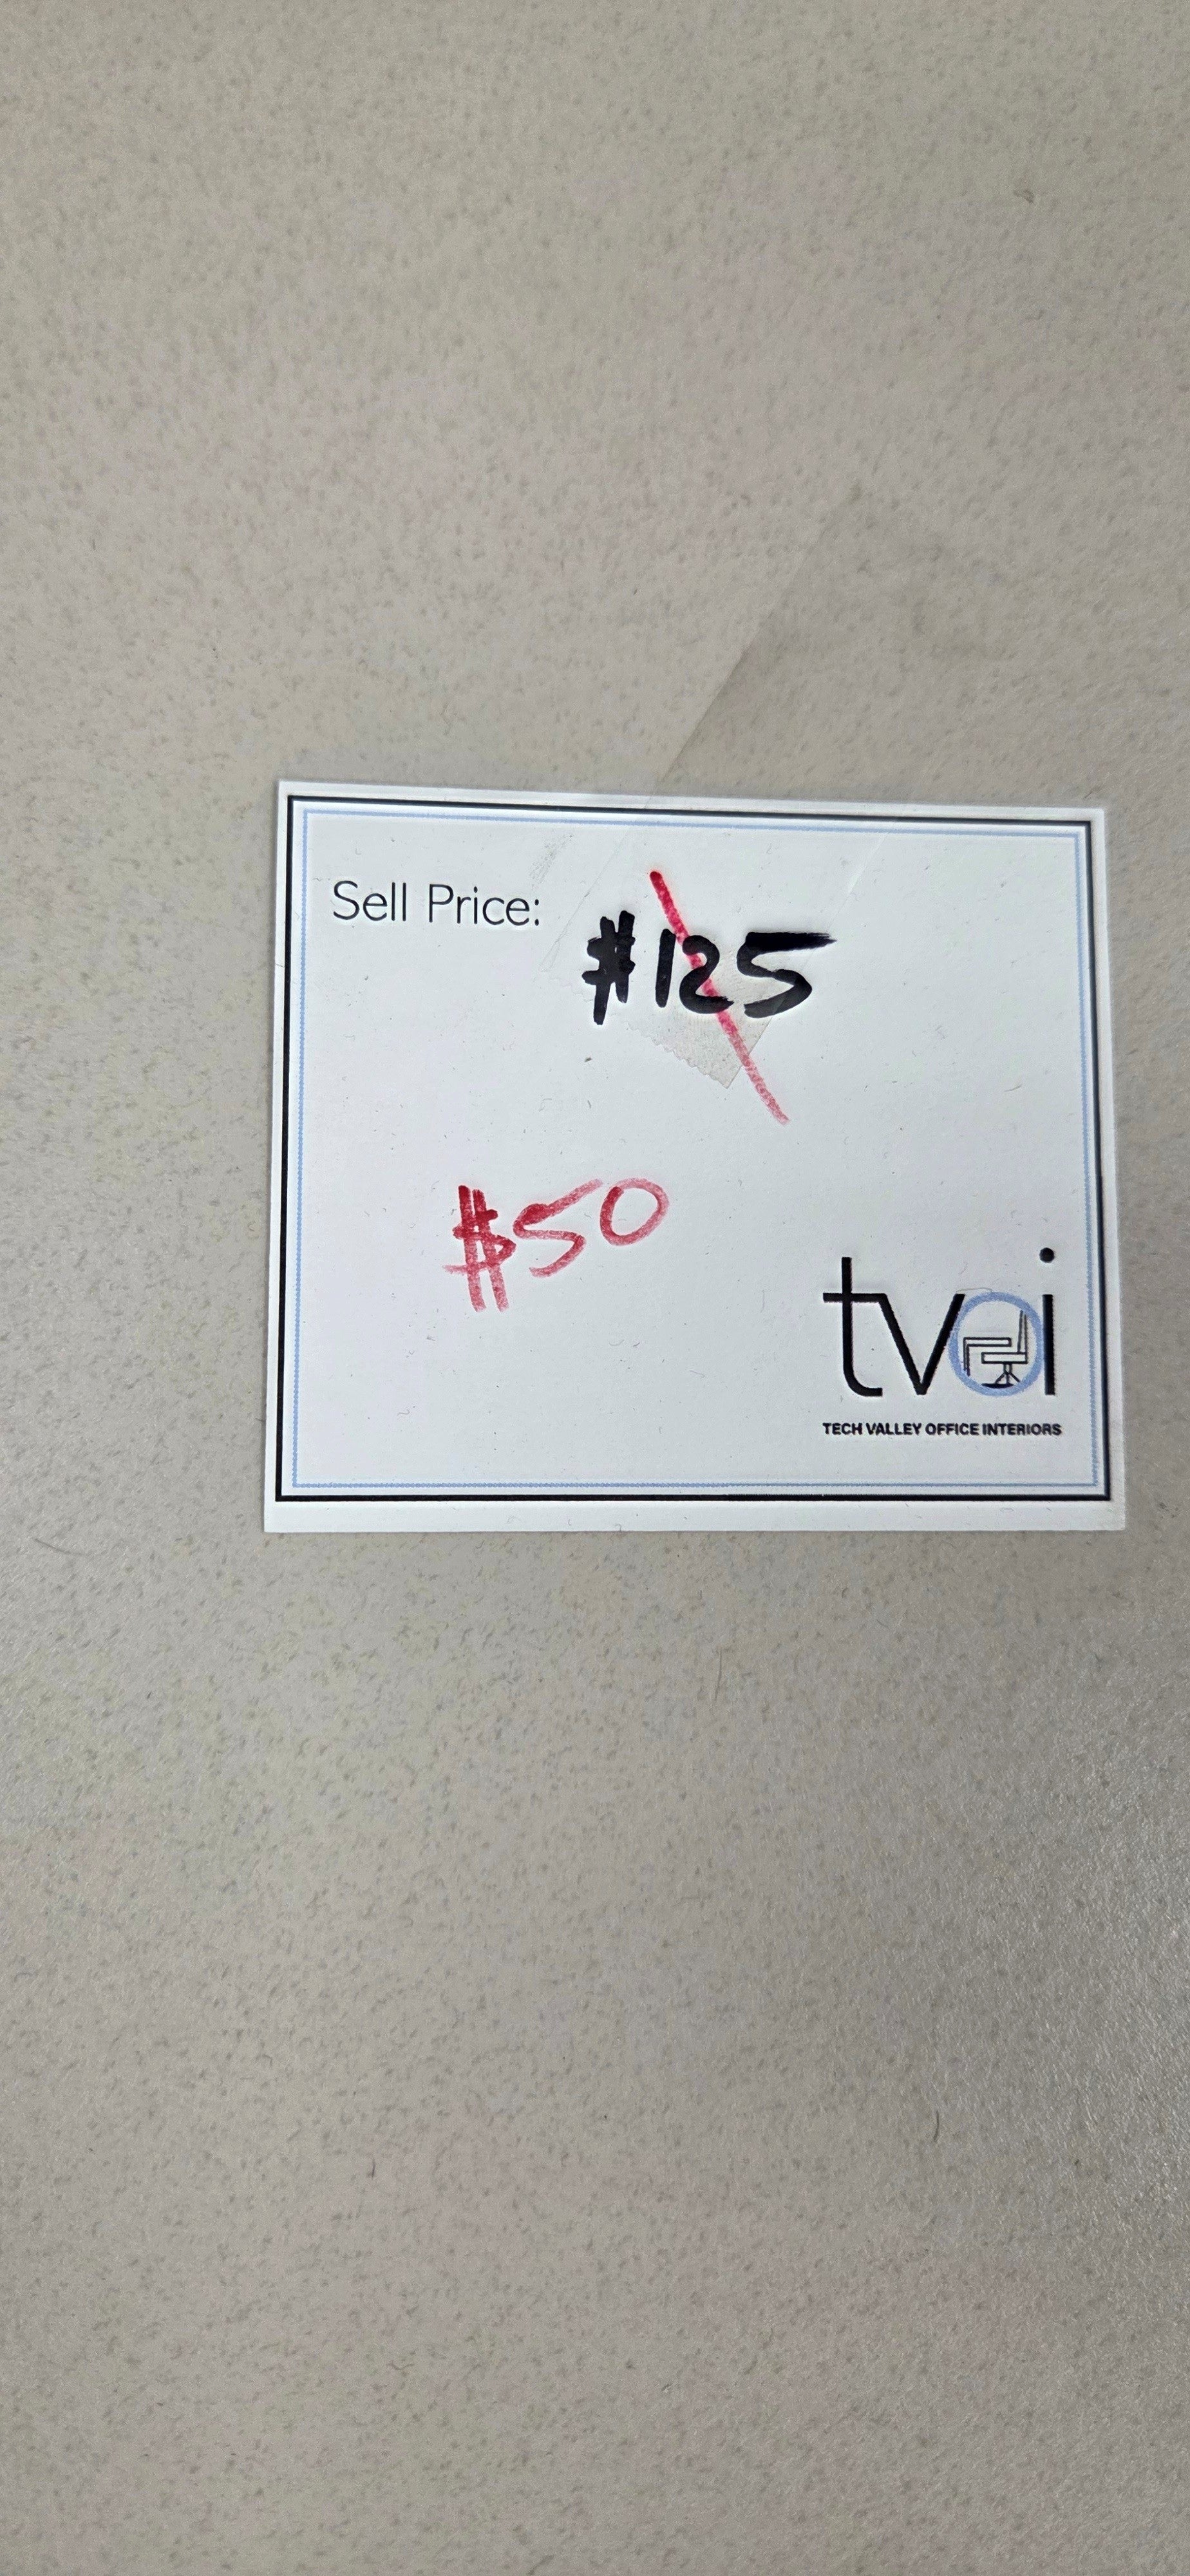 Sell Price:
$125
$50
tvoi
TECH VALLEY OFFICE INTERIORS